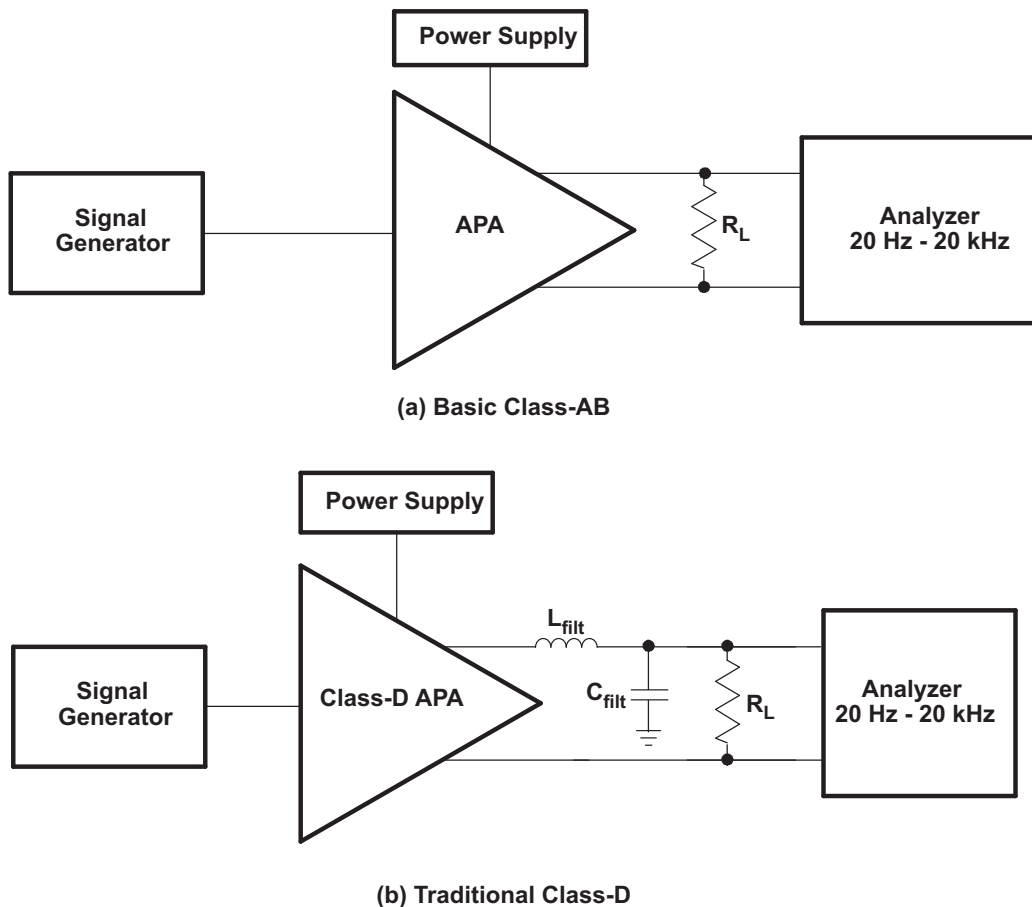 Power Supply
Signal
Generator
APA
R_L
Analyzer
20 Hz - 20 kHz
(a) Basic Class-AB
Power Supply
Signal
Generator
Class-D APA
L_filt
C_filt
R_L
Analyzer
20 Hz - 20 kHz
(b) Traditional Class-D